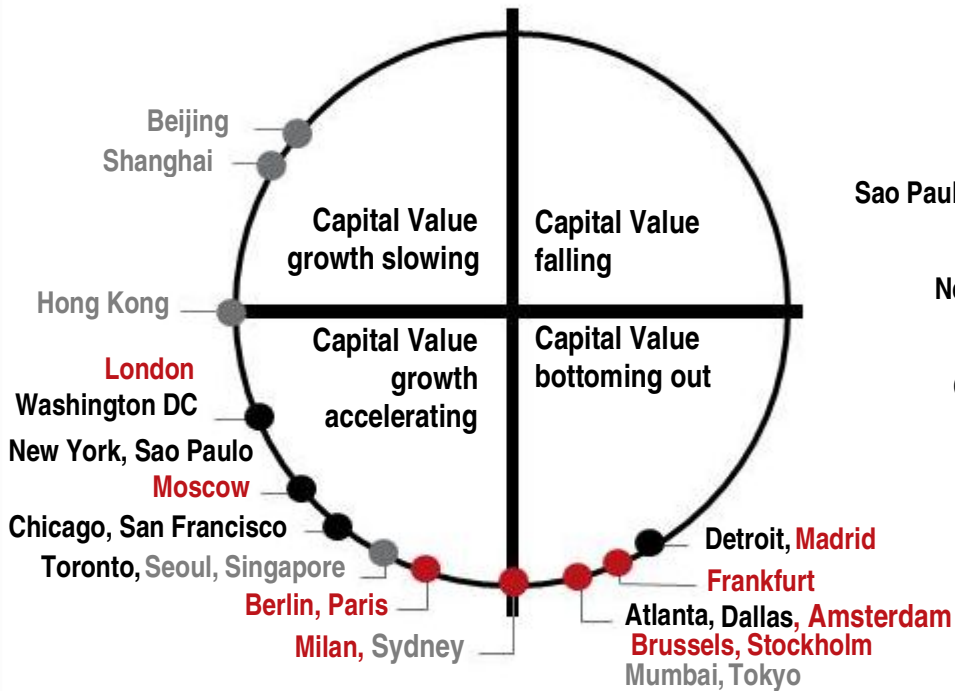 Beijing
Shanghai
Sao Paul
Capital Value
growth slowing
Capital Value
falling
Hong Kong
Capital Value
growth
accelerating
Capital Value
bottoming out
London
Washington DC
New York, Sao Paulo
Moscow
Chicago, San Francisco
Toronto, Seoul, Singapore
Berlin, Paris
Milan, Sydney
Detroit, Madrid
Frankfurt
Atlanta, Dallas, Amsterdam
Brussels, Stockholm
Mumbai, Tokyo